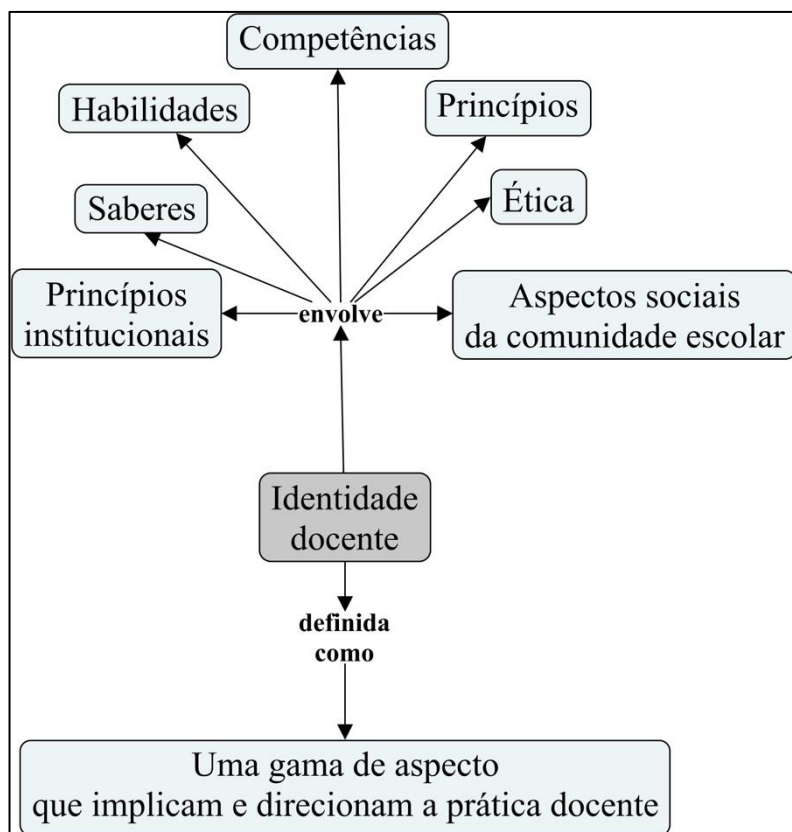 Competências
Habilidades
Princípios
Saberes
Ética
Princípios
institucionais
envolve
Aspectos sociais
da comunidade escolar
Identidade
docente
definida
como
Uma gama de aspecto
que implicam e direcionam a prática docente